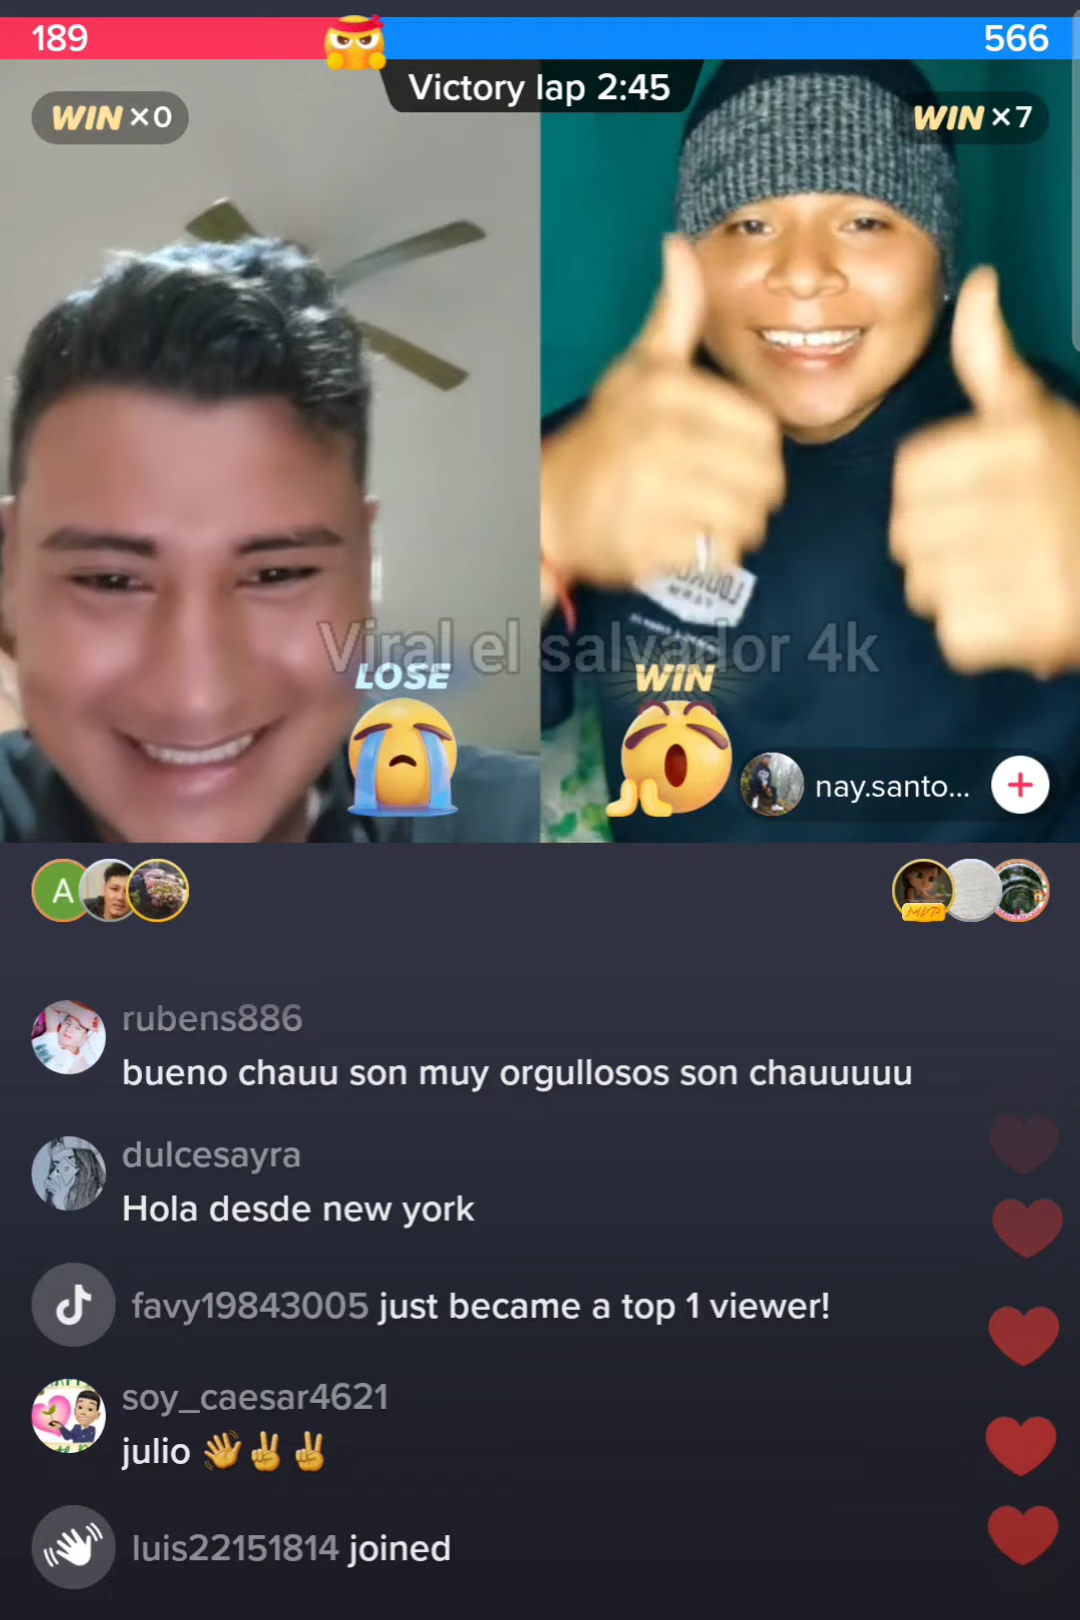 189
566
Victory lap 2:45
WIN ×0
WIN ×7
Viral el salvador 4k
LOSE
WIN
nay.santo...
A
MVP
rubens886
bueno chauu son muy orgullosos son chauuuuu
dulcesayra
Hola desde new york
favy19843005 just became a top 1 viewer!
soy_caesar4621
julio 👋✌️✌️
luis22151814 joined